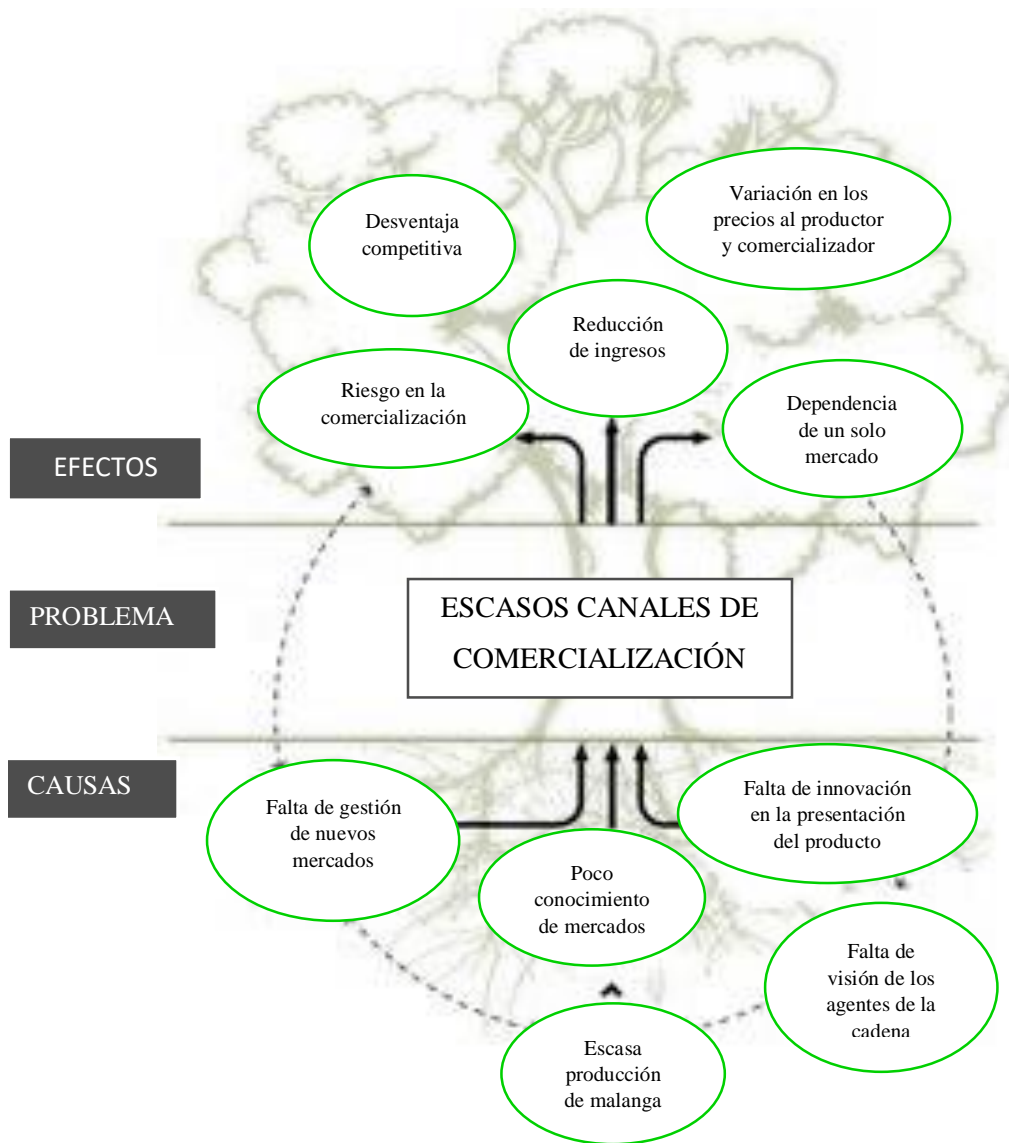 Desventaja
competitiva
Variación en los
precios al productor
y comercializador
Reducción
de ingresos
Riesgo en la
comercialización
Dependencia
de un solo
mercado
EFECTOS
PROBLEMA
ESCASOS CANALES DE
COMERCIALIZACIÓN
CAUSAS
Falta de gestión
de nuevos
mercados
Falta de innovación
en la presentación
del producto
Poco
conocimiento
de mercados
Falta de
visión de los
agentes de la
cadena
Escasa
producción
de malanga